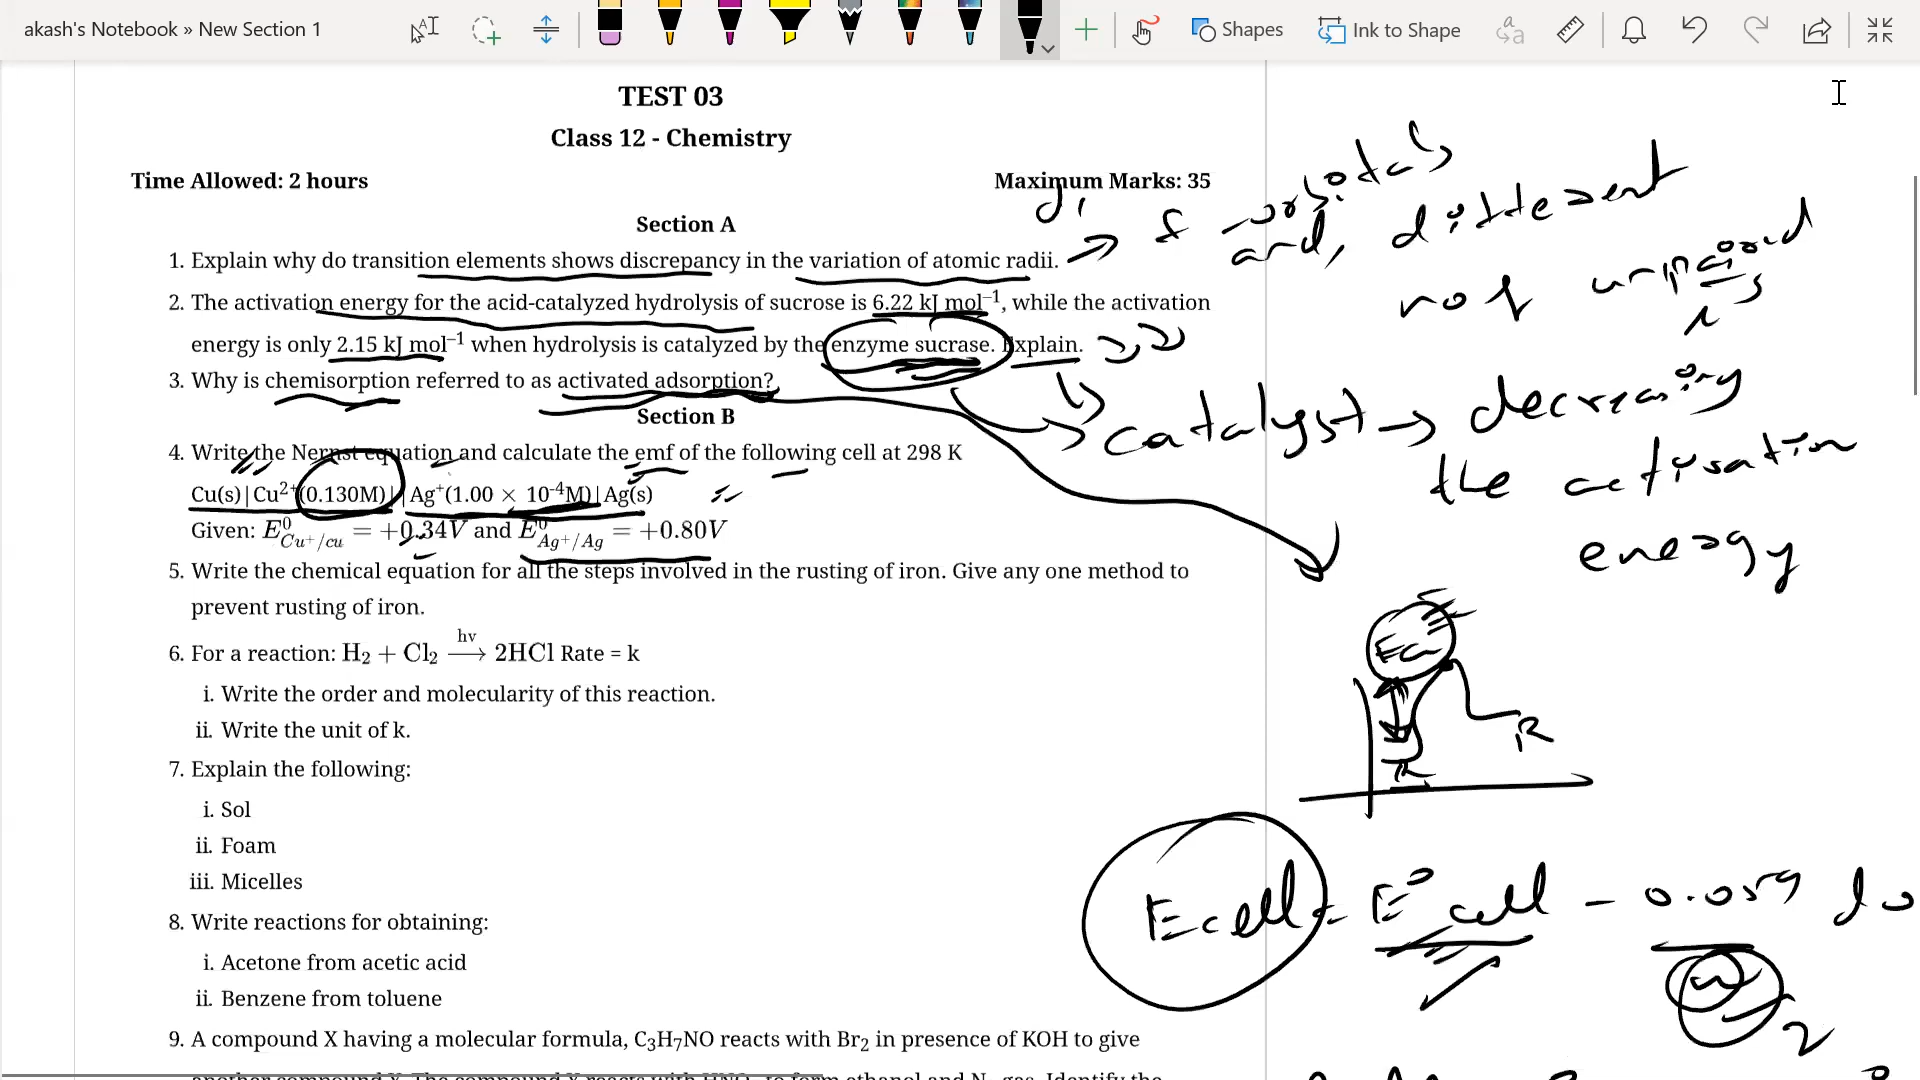 akash's Notebook » New Section 1
Shapes
Ink to Shape
TEST 03
Class 12 - Chemistry
Time Allowed: 2 hours
Maximum Marks: 35
Section A
1. Explain why do transition elements shows discrepancy in the variation of atomic radii.
2. The activation energy for the acid-catalyzed hydrolysis of sucrose is 6.22 kJ mol⁻¹, while the activation
energy is only 2.15 kJ mol⁻¹ when hydrolysis is catalyzed by the enzyme sucrase. Explain.
3. Why is chemisorption referred to as activated adsorption?
Section B
4. Write the Nernst equation and calculate the emf of the following cell at 298 K
Cu(s)|Cu²⁺(0.130M)||Ag⁺(1.00 × 10⁻⁴M)|Ag(s)
Given: E⁰Cu⁺/cu = +0.34V and E⁰Ag⁺/Ag = +0.80V
5. Write the chemical equation for all the steps involved in the rusting of iron. Give any one method to
prevent rusting of iron.
6. For a reaction: H₂ + Cl₂ hv⟶ 2HCl Rate = k
i. Write the order and molecularity of this reaction.
ii. Write the unit of k.
7. Explain the following:
i. Sol
ii. Foam
iii. Micelles
8. Write reactions for obtaining:
i. Acetone from acetic acid
ii. Benzene from toluene
9. A compound X having a molecular formula, C₃H₇NO reacts with Br₂ in presence of KOH to give
orbitals
and, different
no of unpaired
catalyst → decreasing
the activation
energy
Ea
R
R
Ecell = E⁰cell - 0.059
n
2